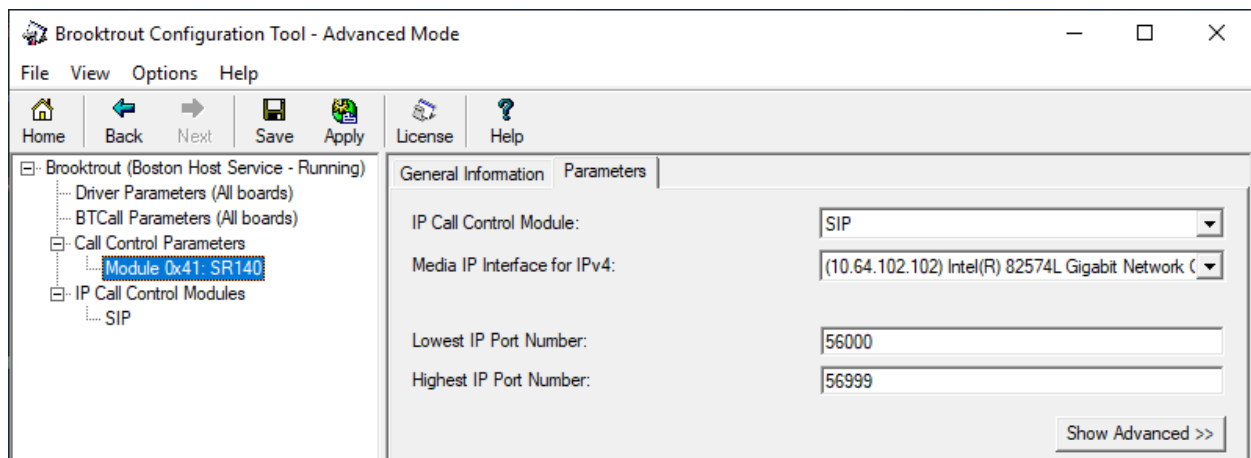 Brooktrout Configuration Tool - Advanced Mode
File View Options Help
Home Back Next Save Apply License Help
Brooktrout (Boston Host Service - Running)
Driver Parameters (All boards)
BTCall Parameters (All boards)
Call Control Parameters
Module 0x41: SR140
IP Call Control Modules
SIP
General Information Parameters
IP Call Control Module: SIP
Media IP Interface for IPv4: (10.64.102.102) Intel(R) 82574L Gigabit Network
Lowest IP Port Number: 56000
Highest IP Port Number: 56999
Show Advanced >>